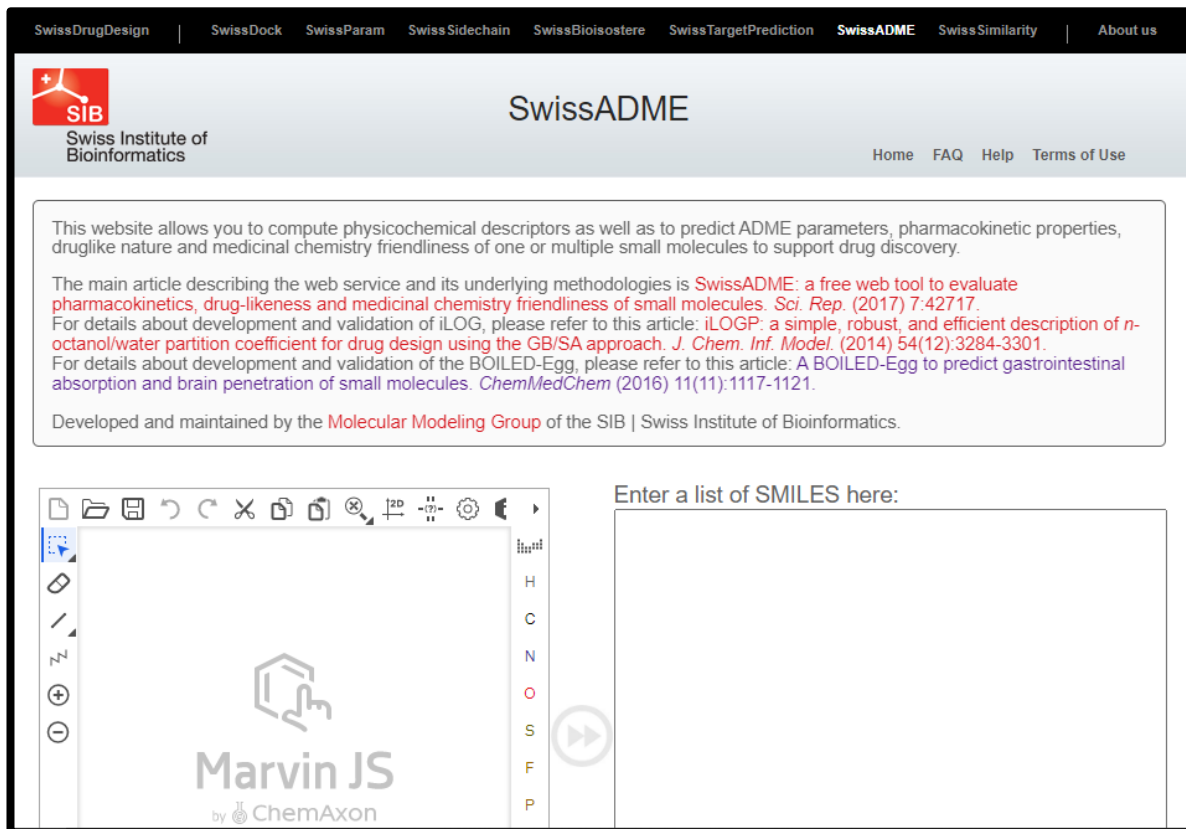 SwissDrugDesign | SwissDock SwissParam SwissSidechain SwissBioisostere SwissTargetPrediction SwissADME SwissSimilarity | About us
SIB
Swiss Institute of
Bioinformatics
SwissADME
Home FAQ Help Terms of Use
This website allows you to compute physicochemical descriptors as well as to predict ADME parameters, pharmacokinetic properties,
druglike nature and medicinal chemistry friendliness of one or multiple small molecules to support drug discovery.
The main article describing the web service and its underlying methodologies is SwissADME: a free web tool to evaluate
pharmacokinetics, drug-likeness and medicinal chemistry friendliness of small molecules. Sci. Rep. (2017) 7:42717.
For details about development and validation of iLOG, please refer to this article: iLOGP: a simple, robust, and efficient description of n-
octanol/water partition coefficient for drug design using the GB/SA approach. J. Chem. Inf. Model. (2014) 54(12):3284-3301.
For details about development and validation of the BOILED-Egg, please refer to this article: A BOILED-Egg to predict gastrointestinal
absorption and brain penetration of small molecules. ChemMedChem (2016) 11(11):1117-1121.
Developed and maintained by the Molecular Modeling Group of the SIB | Swiss Institute of Bioinformatics.
2D
(?)
H
C
N
O
S
F
P
Marvin JS
by ChemAxon
Enter a list of SMILES here: